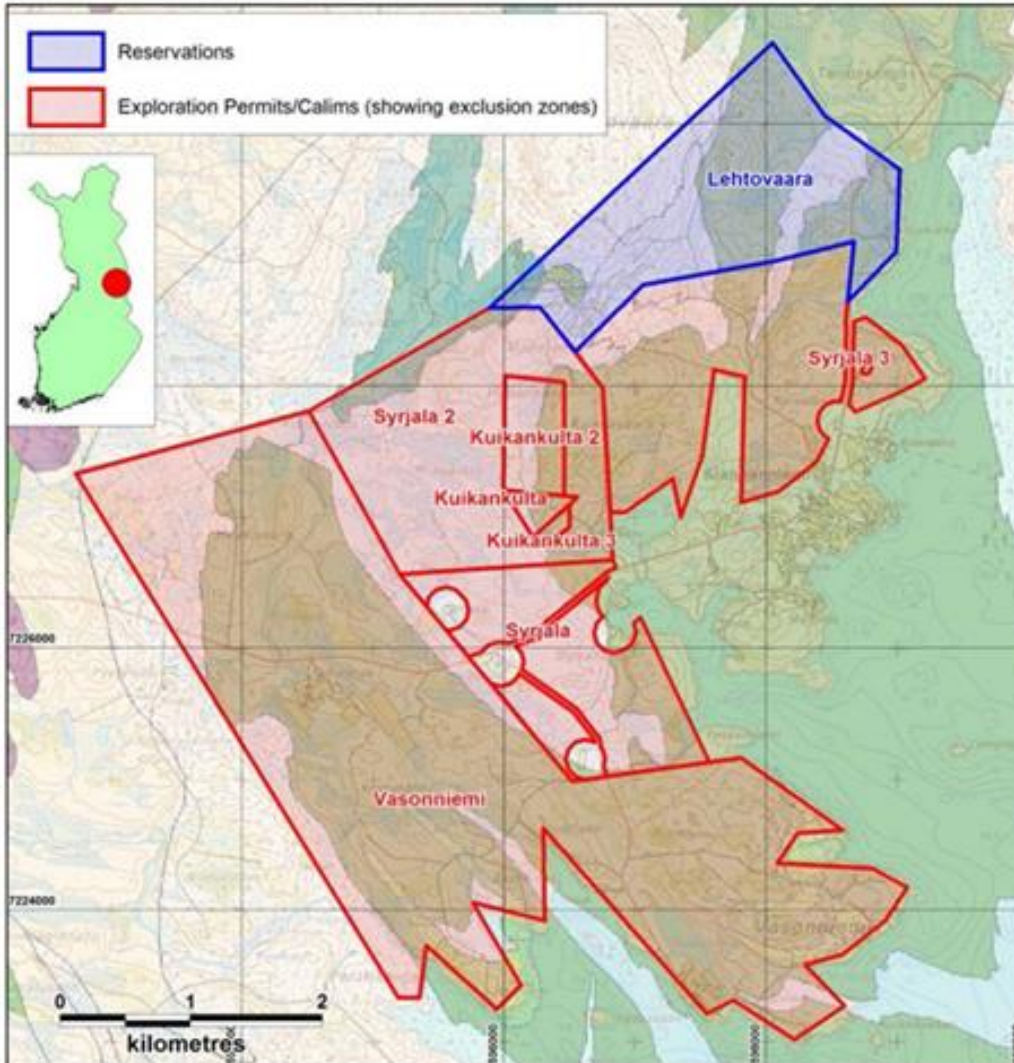 Reservations
Exploration Permits/Calims (showing exclusion zones)
Lehtovaara
Syrjala 3
Syrjala 2
Kuikankulta 2
Kuikankulta
Kuikankulta 3
Syrjala
7226000
Vasonniemi
7224000
Vasonniemi
0 1 2
kilometres